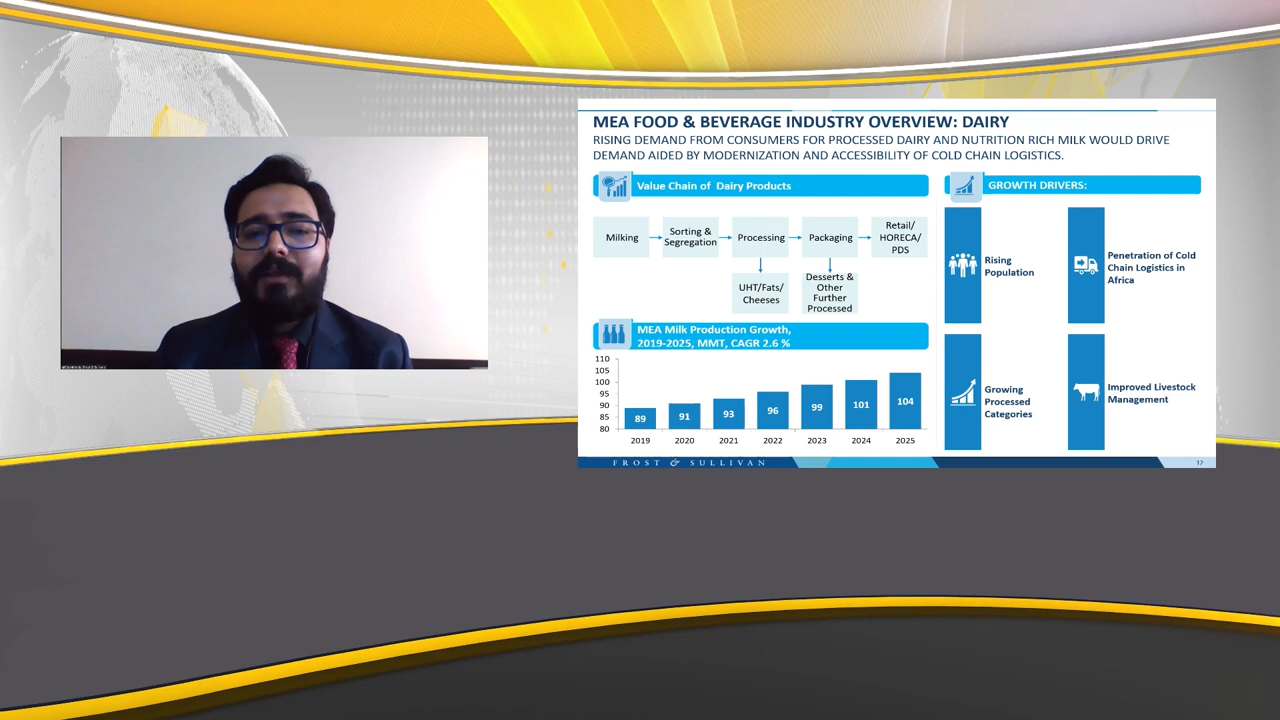 MEA FOOD & BEVERAGE INDUSTRY OVERVIEW: DAIRY
RISING DEMAND FROM CONSUMERS FOR PROCESSED DAIRY AND NUTRITION RICH MILK WOULD DRIVE
DEMAND AIDED BY MODERNIZATION AND ACCESSIBILITY OF COLD CHAIN LOGISTICS.
Value Chain of Dairy Products
Milking
Sorting &
Segregation
Processing
Packaging
Retail/
HORECA/
PDS
UHT/Fats/
Cheeses
Desserts &
Other
Further
Processed
MEA Milk Production Growth,
2019-2025, MMT, CAGR 2.6 %
110
105
100
95
90
85
80
89
91
93
96
99
101
104
2019
2020
2021
2022
2023
2024
2025
GROWTH DRIVERS:
Rising
Population
Penetration of Cold
Chain Logistics in
Africa
Growing
Processed
Categories
Improved Livestock
Management
FROST & SULLIVAN